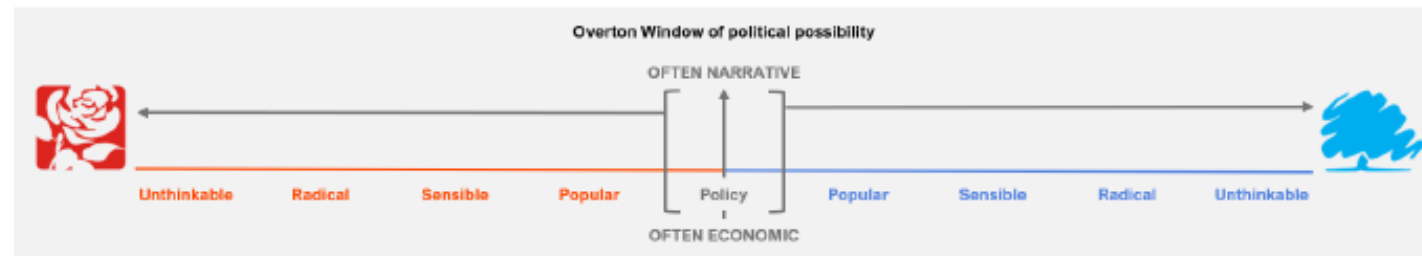 Overton Window of political possibility
OFTEN NARRATIVE
Unthinkable Radical Sensible Popular Policy Popular Sensible Radical Unthinkable
OFTEN ECONOMIC